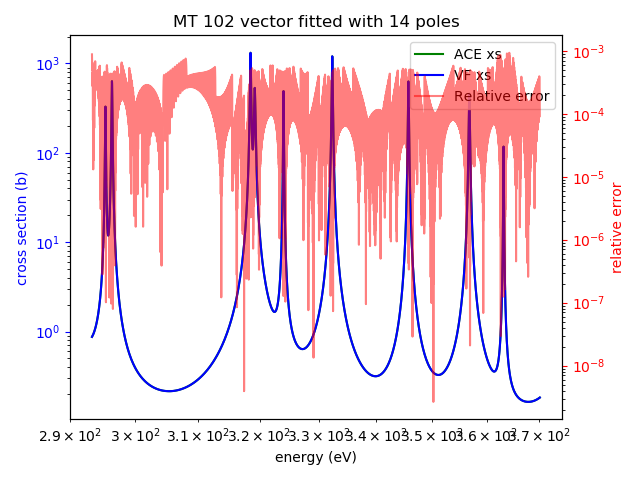 MT 102 vector fitted with 14 poles
ACE xs
VF xs
Relative error
cross section (b)
10³
10²
10¹
10⁰
relative error
10⁻³
10⁻⁴
10⁻⁵
10⁻⁶
10⁻⁷
10⁻⁸
2.9 × 10² 3 × 10² 3.1 × 10² 3.2 × 10² 3.3 × 10² 3.4 × 10² 3.5 × 10² 3.6 × 10² 3.7 × 10²
energy (eV)